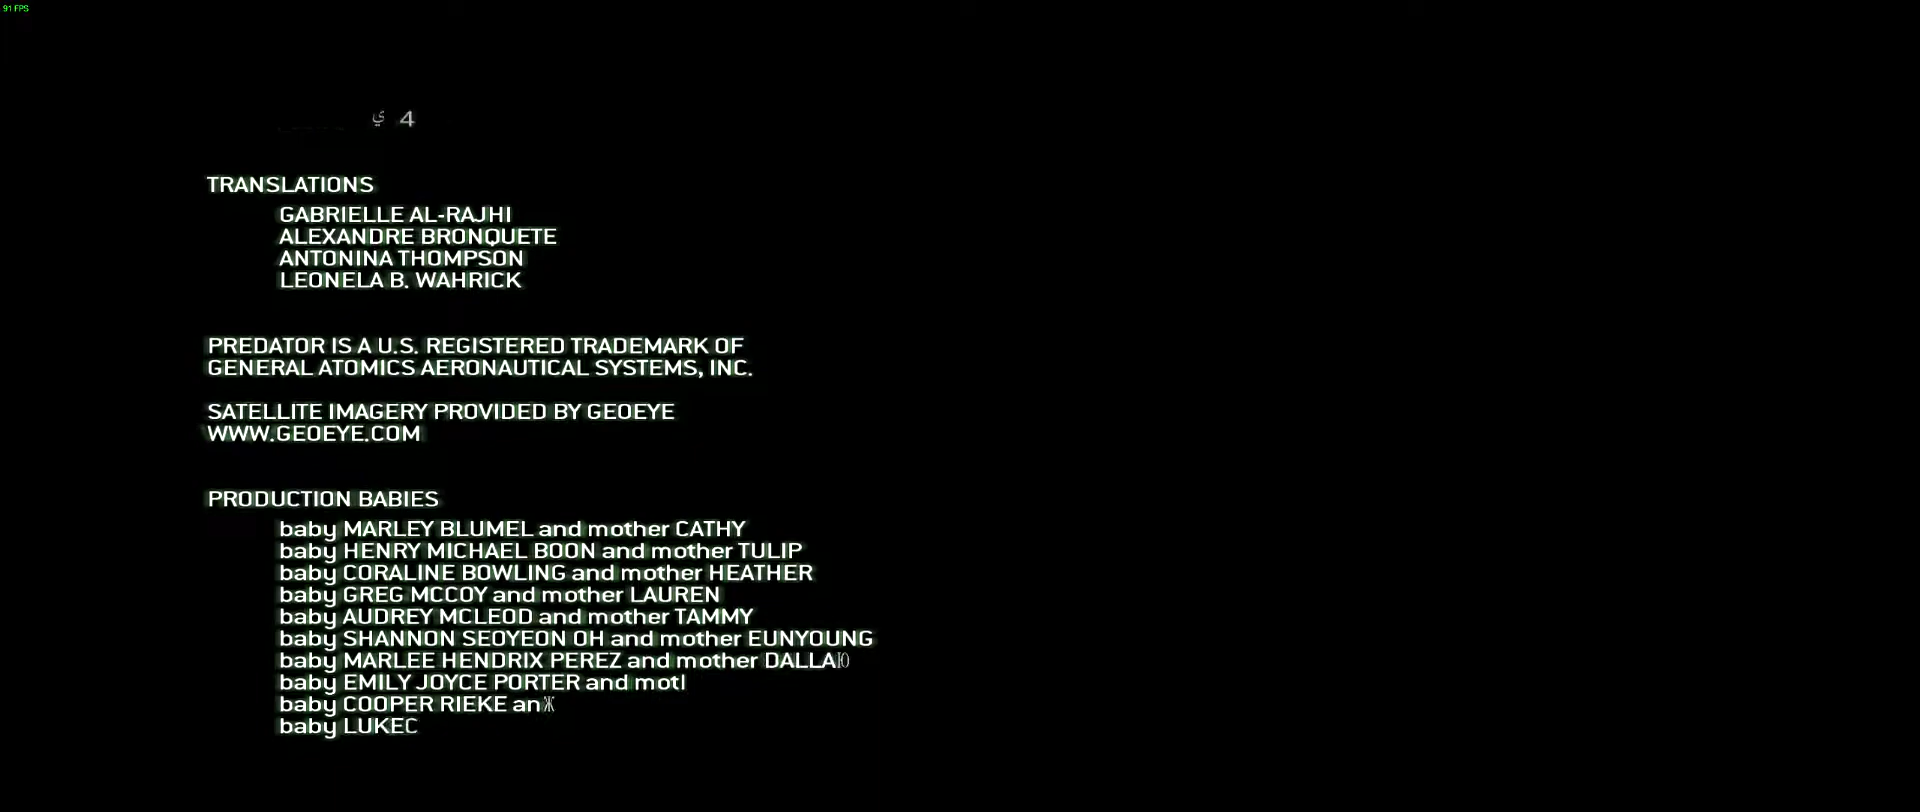 91 FPS
ي 4
TRANSLATIONS
GABRIELLE AL-RAJHI
ALEXANDRE BRONQUETE
ANTONINA THOMPSON
LEONELA B. WAHRICK
PREDATOR IS A U.S. REGISTERED TRADEMARK OF
GENERAL ATOMICS AERONAUTICAL SYSTEMS, INC.
SATELLITE IMAGERY PROVIDED BY GEOEYE
WWW.GEOEYE.COM
PRODUCTION BABIES
baby MARLEY BLUMEL and mother CATHY
baby HENRY MICHAEL BOON and mother TULIP
baby CORALINE BOWLING and mother HEATHER
baby GREG MCCOY and mother LAUREN
baby AUDREY MCLEOD and mother TAMMY
baby SHANNON SEOYEON OH and mother EUNYOUNG
baby MARLEE HENDRIX PEREZ and mother DALLAЮ
baby EMILY JOYCE PORTER and motl
baby COOPER RIEKE anЖ
baby LUKEC